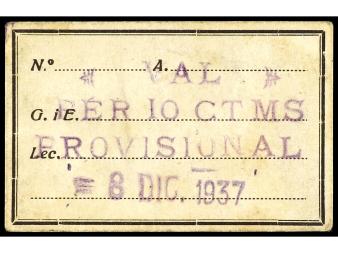 N.º A.
VAL
G. i E.
PER 10 CTMS
Lec.
PROVISIONAL
= 8 DIC. 1937